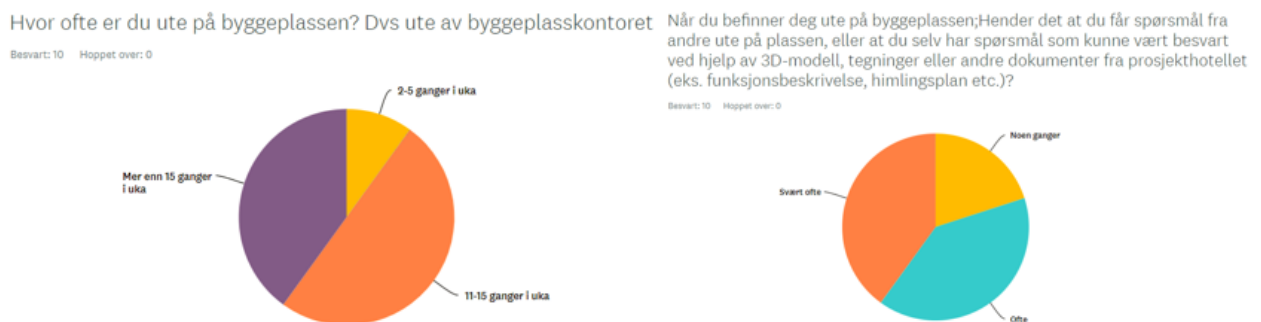 Hvor ofte er du ute på byggeplassen? Dvs ute av byggeplasskontoret
Besvart: 10 Hoppet over: 0
2-5 ganger i uka
Mer enn 15 ganger
i uka
11-15 ganger i uka
Når du befinner deg ute på byggeplassen;Hender det at du får spørsmål fra
andre ute på plassen, eller at du selv har spørsmål som kunne vært besvart
ved hjelp av 3D-modell, tegninger eller andre dokumenter fra prosjekthotellet
(eks. funksjonsbeskrivelse, himlingsplan etc.)?
Besvart: 10 Hoppet over: 0
Noen ganger
Svært ofte
Ofte